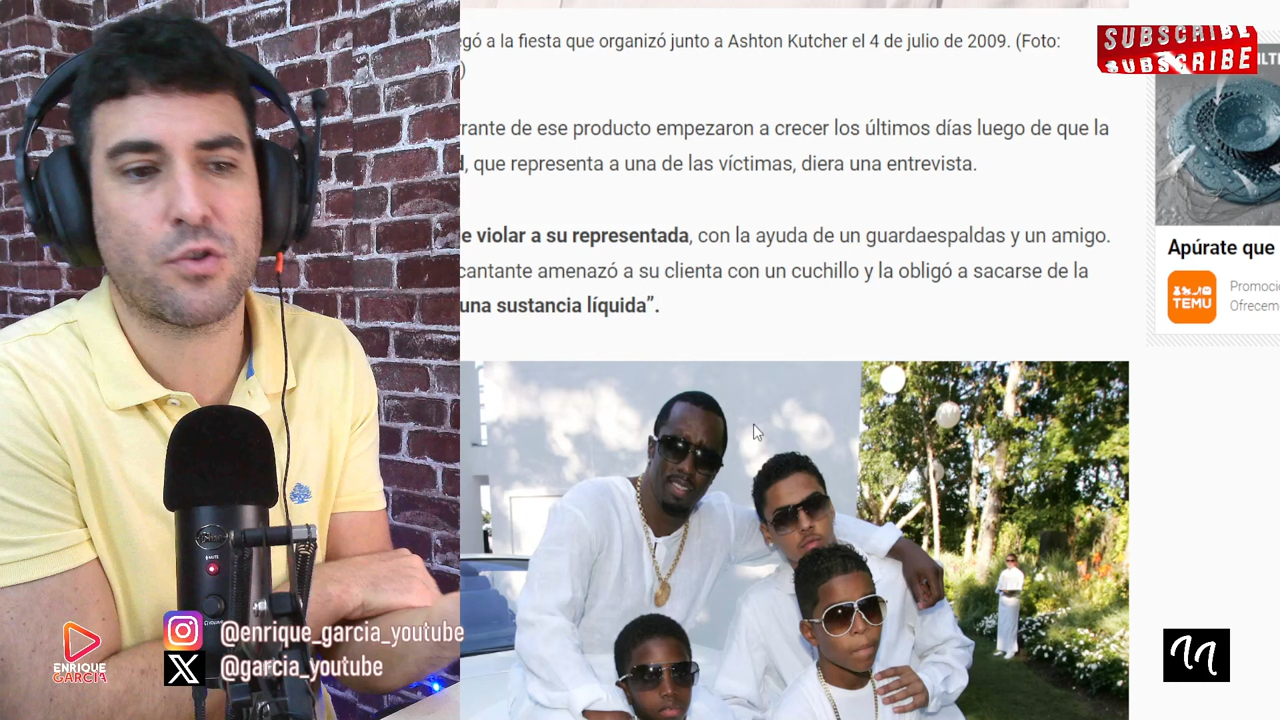 gó a la fiesta que organizó junto a Ashton Kutcher el 4 de julio de 2009. (Foto:
)
SUBSCRIBE
SUBSCRIBE
rante de ese producto empezaron a crecer los últimos días luego de que la
, que representa a una de las víctimas, diera una entrevista.
e violar a su representada, con la ayuda de un guardaespaldas y un amigo.
cantante amenazó a su clienta con un cuchillo y la obligó a sacarse de la
una sustancia líquida”.
Apúrate que
TEMU
Promoci
Ofrecem
@enrique_garcia_youtube
@garcia_youtube
ENRIQUE
GARCIA